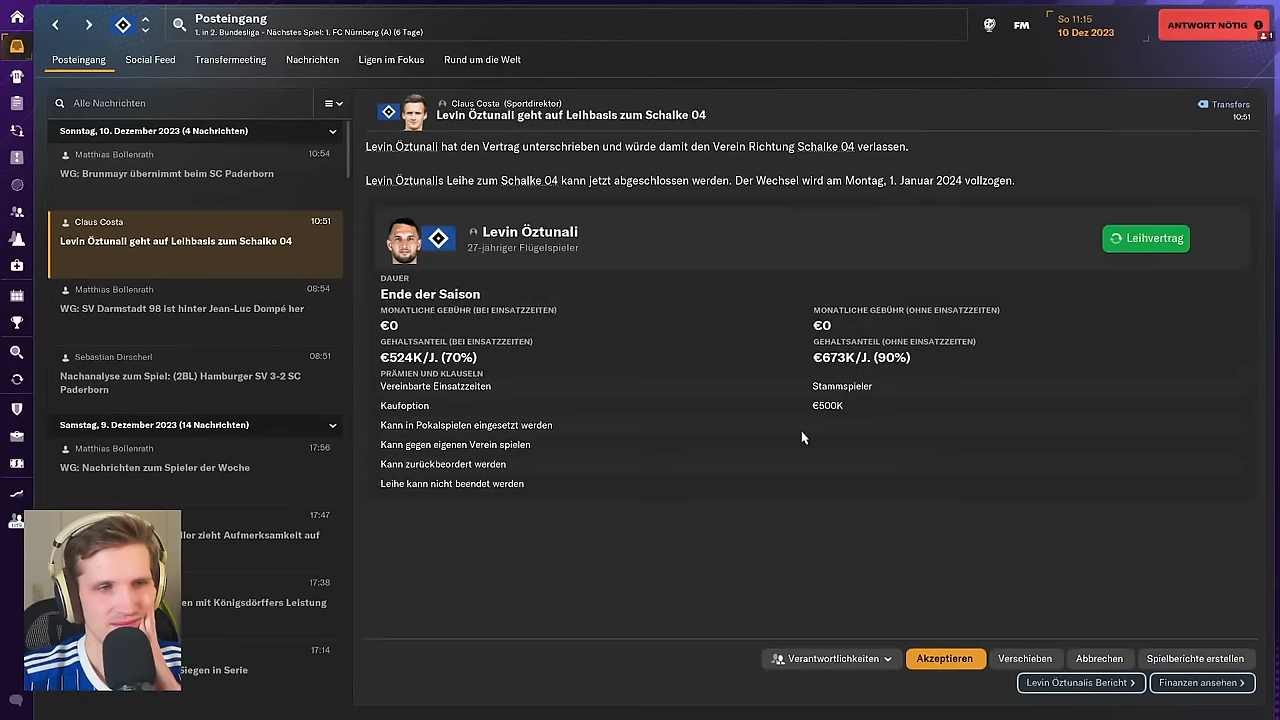 Posteingang
1. in 2. Bundesliga - Nächstes Spiel: 1. FC Nürnberg (A) (6 Tage)
FM
So 11:15
10 Dez 2023
ANTWORT NÖTIG
1
Posteingang
Social Feed
Transfermeeting
Nachrichten
Ligen im Fokus
Rund um die Welt
Alle Nachrichten
Sonntag, 10. Dezember 2023 (4 Nachrichten)
Matthias Bollenrath 10:54
WG: Brunmayr übernimmt beim SC Paderborn
Claus Costa 10:51
Levin Öztunali geht auf Leihbasis zum Schalke 04
Matthias Bollenrath 08:54
WG: SV Darmstadt 98 ist hinter Jean-Luc Dompé her
Sebastian Dirscherl 08:51
Nachanalyse zum Spiel: (2BL) Hamburger SV 3-2 SC
Paderborn
Samstag, 9. Dezember 2023 (14 Nachrichten)
Matthias Bollenrath 17:56
WG: Nachrichten zum Spieler der Woche
17:47
ller zieht Aufmerksamkeit auf
17:38
en mit Königsdörffers Leistung
17:14
Siegen in Serie
Claus Costa (Sportdirektor)
Levin Öztunali geht auf Leihbasis zum Schalke 04
Transfers
10:51
Levin Öztunali hat den Vertrag unterschrieben und würde damit den Verein Richtung Schalke 04 verlassen.
Levin Öztunalis Leihe zum Schalke 04 kann jetzt abgeschlossen werden. Der Wechsel wird am Montag, 1. Januar 2024 vollzogen.
Levin Öztunali
27-jähriger Flügelspieler
Leihvertrag
DAUER
Ende der Saison
MONATLICHE GEBÜHR (BEI EINSATZZEITEN)
€0
MONATLICHE GEBÜHR (OHNE EINSATZZEITEN)
€0
GEHALTSANTEIL (BEI EINSATZZEITEN)
€524K/J. (70%)
GEHALTSANTEIL (OHNE EINSATZZEITEN)
€673K/J. (90%)
PRÄMIEN UND KLAUSELN
Vereinbarte Einsatzzeiten Stammspieler
Kaufoption €500K
Kann in Pokalspielen eingesetzt werden
Kann gegen eigenen Verein spielen
Kann zurückbeordert werden
Leihe kann nicht beendet werden
Verantwortlichkeiten
Akzeptieren
Verschieben
Abbrechen
Spielberichte erstellen
Levin Öztunalis Bericht
Finanzen ansehen